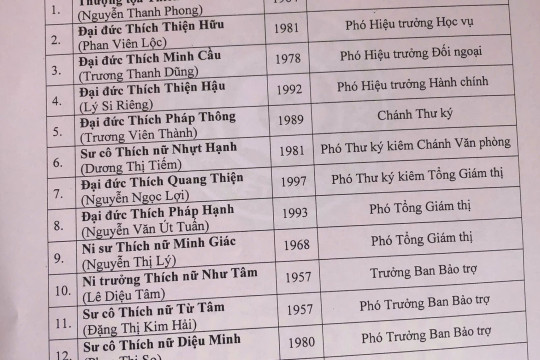 1. Thượng tọa
(Nguyễn Thanh Phong)
2. Đại đức Thích Thiện Hữu
(Phan Viên Lộc)
1981 Phó Hiệu trưởng Học vụ
3. Đại đức Thích Minh Cầu
(Trương Thanh Dũng)
1978 Phó Hiệu trưởng Đối ngoại
4. Đại đức Thích Thiện Hậu
(Lý Si Riêng)
1992 Phó Hiệu trưởng Hành chính
5. Đại đức Thích Pháp Thông
(Trương Viên Thành)
1989 Chánh Thư ký
6. Sư cô Thích nữ Nhựt Hạnh
(Dương Thị Tiếm)
1981 Phó Thư ký kiêm Chánh Văn phòng
7. Đại đức Thích Quang Thiện
(Nguyễn Ngọc Lợi)
1997 Phó Thư ký kiêm Tổng Giám thị
8. Đại đức Thích Pháp Hạnh
(Nguyễn Văn Út Tuấn)
1993 Phó Tổng Giám thị
9. Ni sư Thích nữ Minh Giác
(Nguyễn Thị Lý)
1968 Phó Tổng Giám thị
10. Ni trưởng Thích nữ Như Tâm
(Lê Diệu Tâm)
1957 Trưởng Ban Bảo trợ
11. Sư cô Thích nữ Từ Tâm
(Đặng Thị Kim Hải)
1957 Phó Trưởng Ban Bảo trợ
12. Sư cô Thích nữ Diệu Minh
1980 Phó Trưởng Ban Bảo trợ